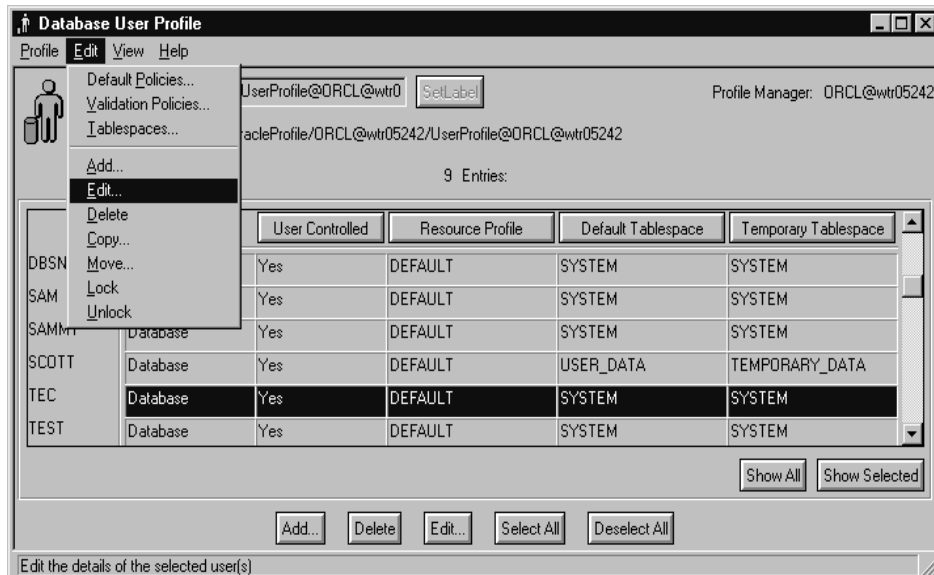 Database User Profile
Profile Edit View Help
Default Policies...
Validation Policies...
Tablespaces...
Add...
Edit...
Delete
Copy...
Move...
Lock
Unlock
UserProfile@ORCL@wtr0 SetLabel Profile Manager: ORCL@wtr05242
racleProfile/ORCL@wtr05242/UserProfile@ORCL@wtr05242
9 Entries:
User Controlled Resource Profile Default Tablespace Temporary Tablespace
DBSN Yes DEFAULT SYSTEM SYSTEM
SAM Yes DEFAULT SYSTEM SYSTEM
SAMMY Database Yes DEFAULT SYSTEM SYSTEM
SCOTT Database Yes DEFAULT USER_DATA TEMPORARY_DATA
TEC Database Yes DEFAULT SYSTEM SYSTEM
TEST Database Yes DEFAULT SYSTEM SYSTEM
Show All Show Selected
Add... Delete Edit... Select All Deselect All
Edit the details of the selected user(s)